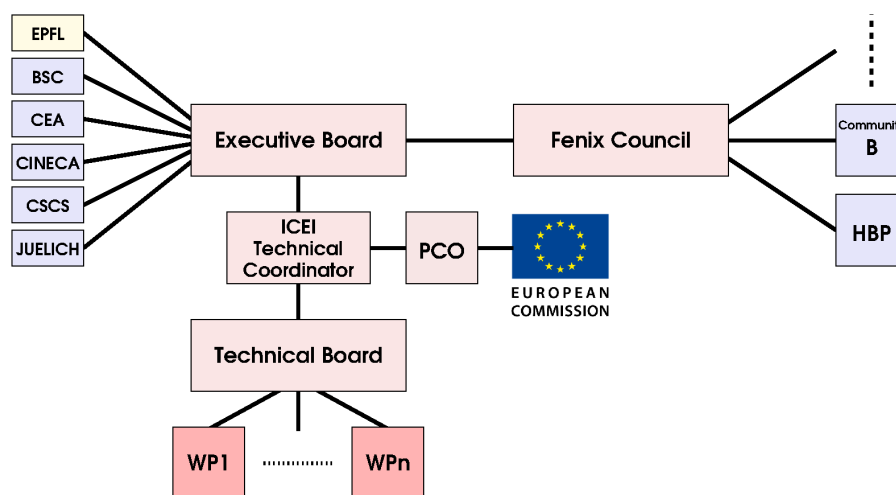 EPFL
BSC
CEA
CINECA
CSCS
JUELICH
Executive Board
Fenix Council
Communit
B
HBP
ICEI
Technical
Coordinator
PCO
EUROPEAN
COMMISSION
Technical Board
WP1
WPn